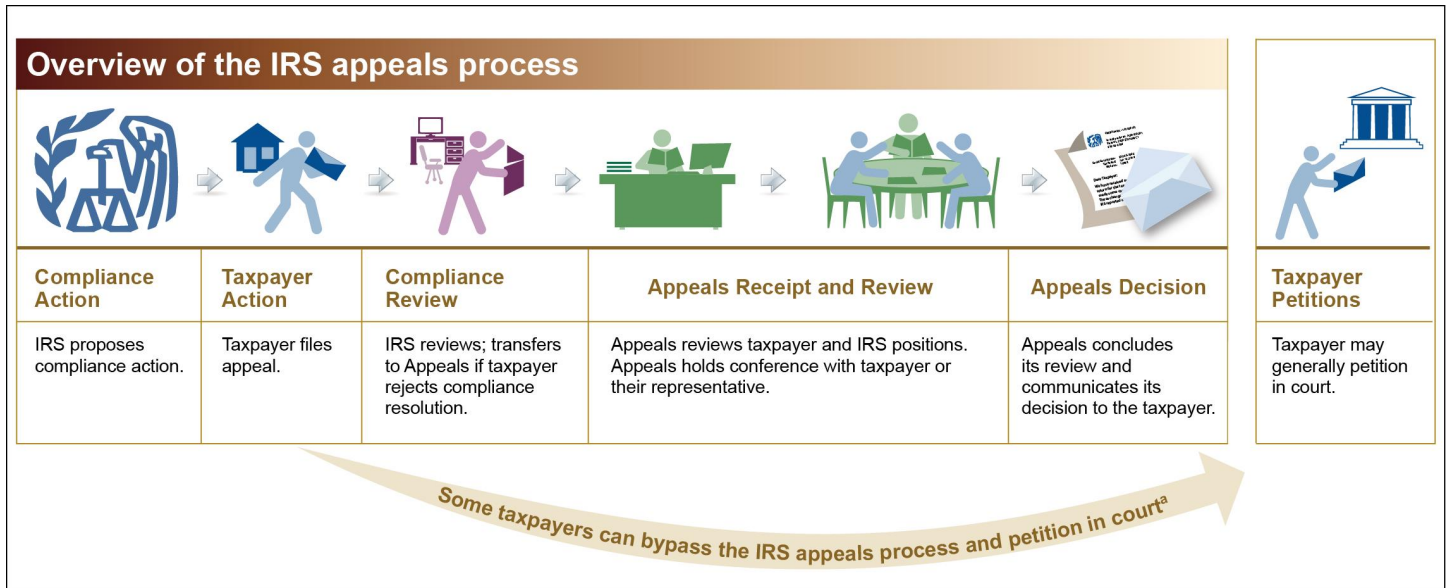 Overview of the IRS appeals process
Compliance
Action
Taxpayer
Action
Compliance
Review
Appeals Receipt and Review
Appeals Decision
Taxpayer
Petitions
IRS proposes
compliance action.
Taxpayer files
appeal.
IRS reviews; transfers
to Appeals if taxpayer
rejects compliance
resolution.
Appeals reviews taxpayer and IRS positions.
Appeals holds conference with taxpayer or
their representative.
Appeals concludes
its review and
communicates its
decision to the taxpayer.
Taxpayer may
generally petition
in court.
Some taxpayers can bypass the IRS appeals process and petition in courtᵃ
Dear Taxpayer: